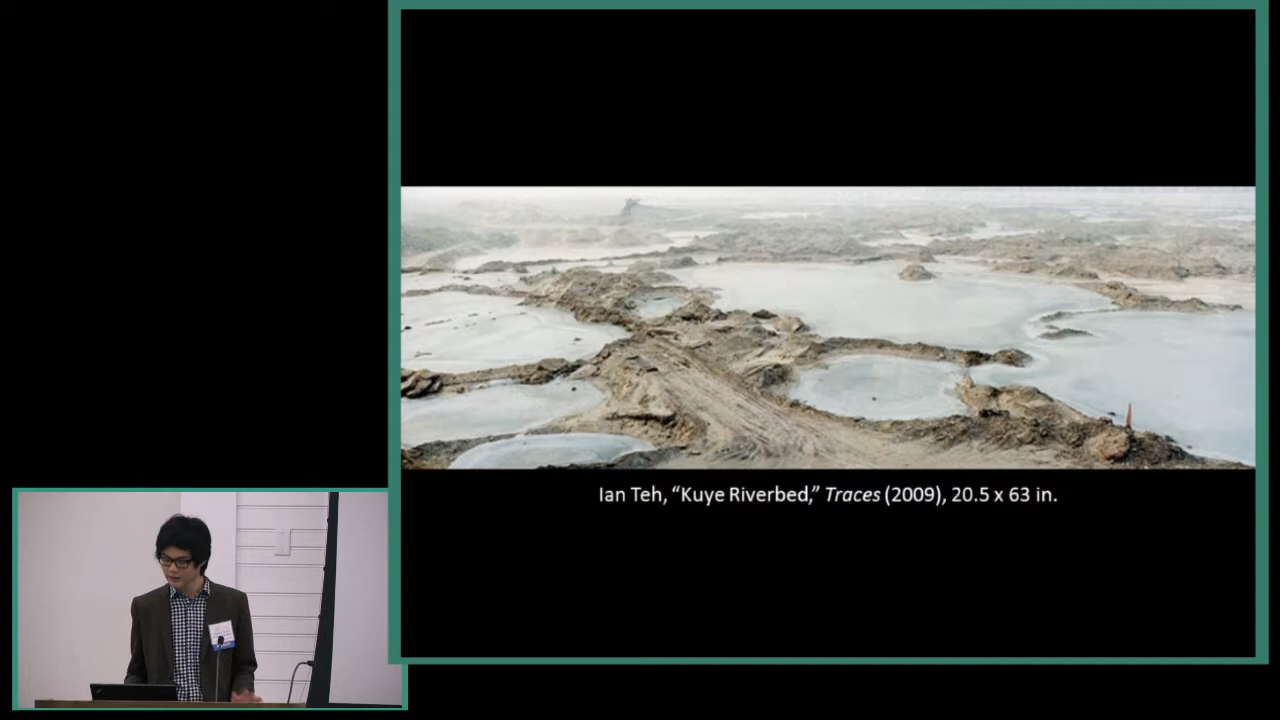 Ian Teh, “Kuye Riverbed,” Traces (2009), 20.5 x 63 in.